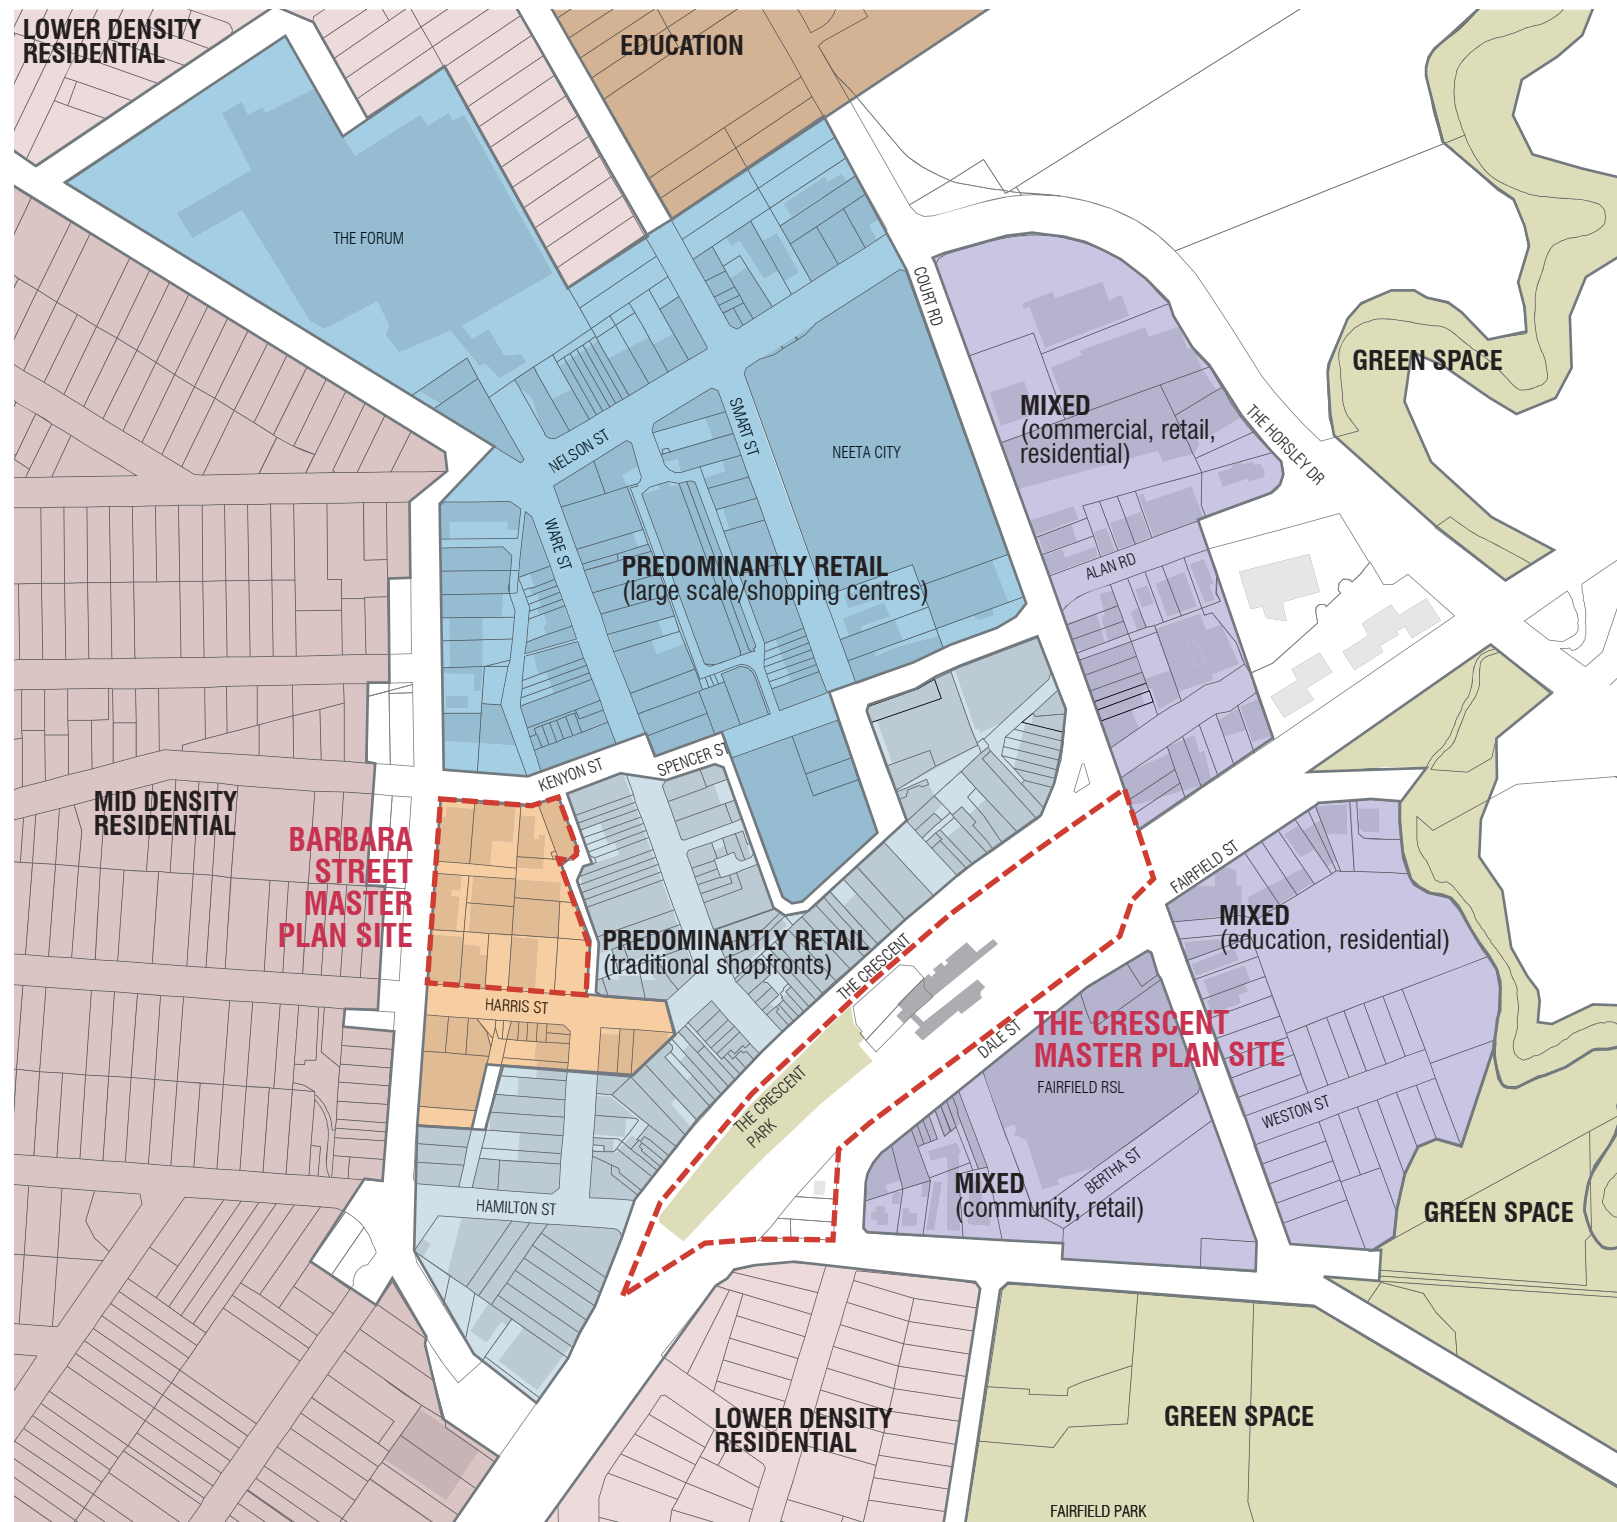 LOWER DENSITY
RESIDENTIAL
EDUCATION
THE FORUM
COURT RD
GREEN SPACE
MIXED
(commercial, retail,
residential)
THE HORSLEY DR
NELSON ST
SMART ST
NEETA CITY
WARE ST
PREDOMINANTLY RETAIL
(large scale/shopping centres)
ALAN RD
KENYON ST
SPENCER ST
MID DENSITY
RESIDENTIAL
BARBARA
STREET
MASTER
PLAN SITE
FAIRFIELD ST
MIXED
(education, residential)
PREDOMINANTLY RETAIL
(traditional shopfronts)
THE CRESCENT
HARRIS ST
DALE ST
THE CRESCENT
MASTER PLAN SITE
FAIRFIELD RSL
THE CRESCENT
PARK
WESTON ST
BERTHA ST
MIXED
(community, retail)
HAMILTON ST
GREEN SPACE
LOWER DENSITY
RESIDENTIAL
GREEN SPACE
FAIRFIELD PARK